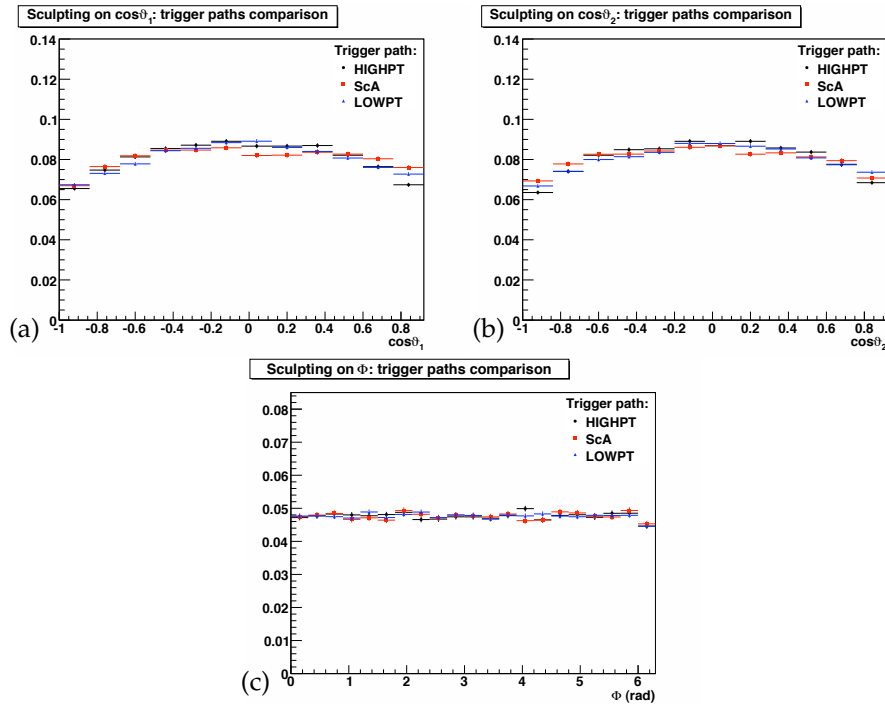 Sculpting on cosϑ1: trigger paths comparison
0.14
0.12
0.1
0.08
0.06
0.04
0.02
0
Trigger path:
HIGHPT
ScA
LOWPT
-1 -0.8 -0.6 -0.4 -0.2 0 0.2 0.4 0.6 0.8
cosϑ1
(a)
Sculpting on cosϑ2: trigger paths comparison
0.14
0.12
0.1
0.08
0.06
0.04
0.02
0
Trigger path:
HIGHPT
ScA
LOWPT
-1 -0.8 -0.6 -0.4 -0.2 0 0.2 0.4 0.6 0.8
cosϑ2
(b)
Sculpting on Φ: trigger paths comparison
0.08
0.07
0.06
0.05
0.04
0.03
0.02
0.01
0
Trigger path:
HIGHPT
ScA
LOWPT
0 1 2 3 4 5 6
Φ (rad)
(c)